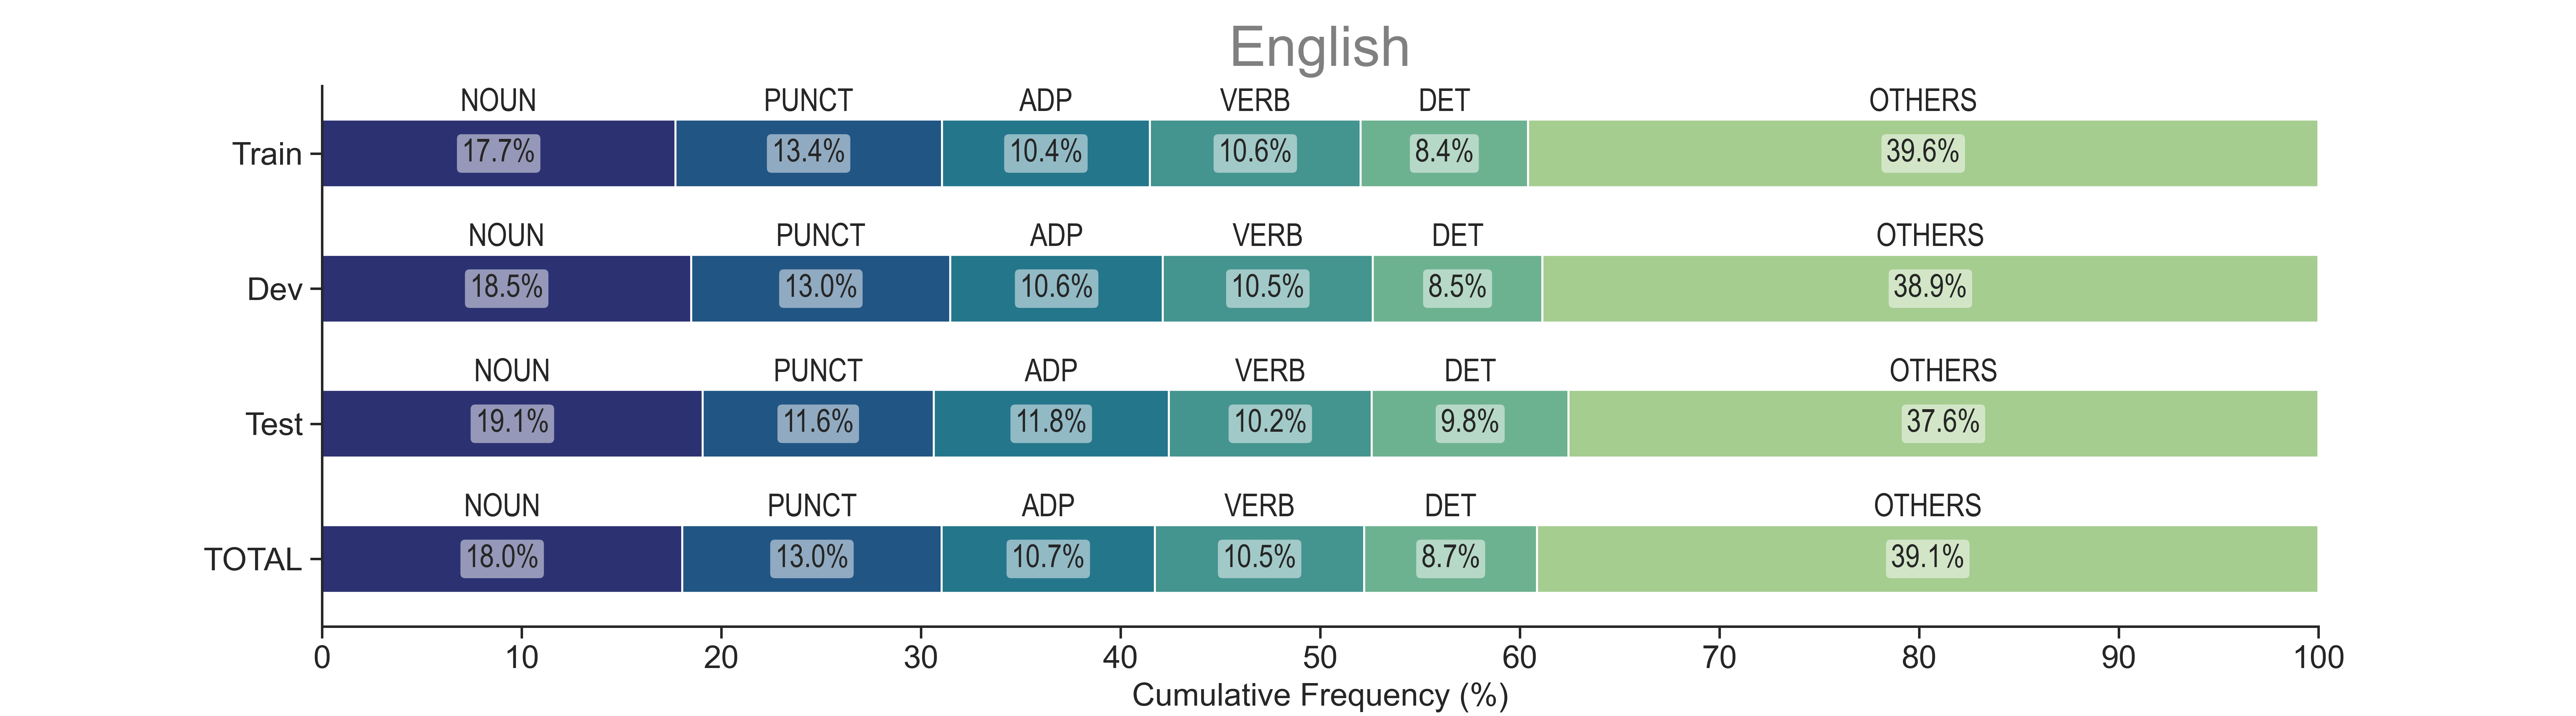 English
NOUN PUNCT ADP VERB DET OTHERS
Train 17.7% 13.4% 10.4% 10.6% 8.4% 39.6%
NOUN PUNCT ADP VERB DET OTHERS
Dev 18.5% 13.0% 10.6% 10.5% 8.5% 38.9%
NOUN PUNCT ADP VERB DET OTHERS
Test 19.1% 11.6% 11.8% 10.2% 9.8% 37.6%
NOUN PUNCT ADP VERB DET OTHERS
TOTAL 18.0% 13.0% 10.7% 10.5% 8.7% 39.1%
0 10 20 30 40 50 60 70 80 90 100
Cumulative Frequency (%)